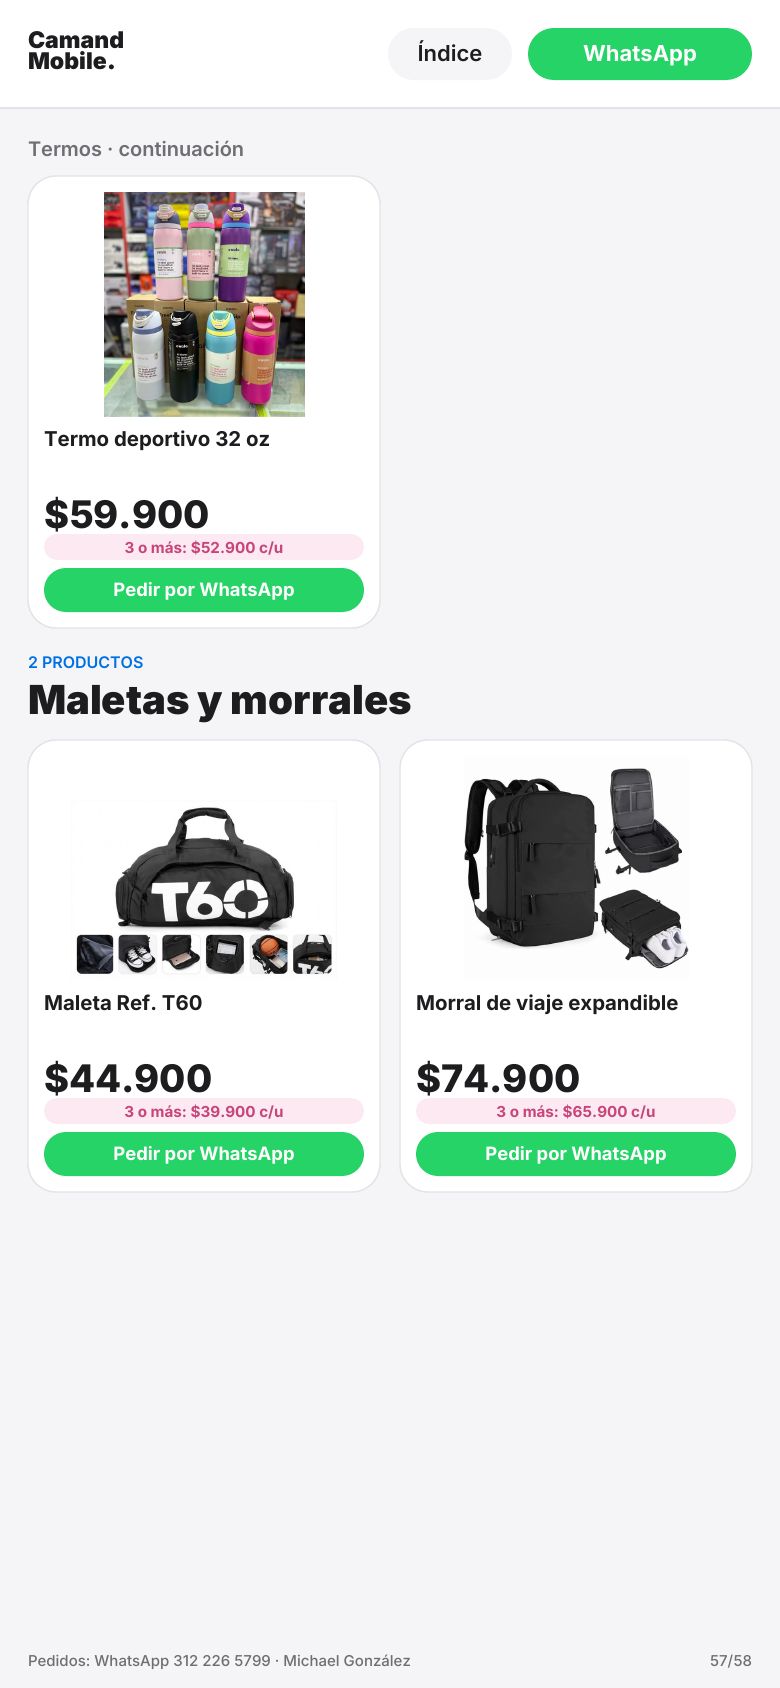 Camand
Mobile.
Índice
WhatsApp
Termos · continuación
Termo deportivo 32 oz
$59.900
3 o más: $52.900 c/u
Pedir por WhatsApp
2 PRODUCTOS
Maletas y morrales
T60
Maleta Ref. T60
$44.900
3 o más: $39.900 c/u
Pedir por WhatsApp
Morral de viaje expandible
$74.900
3 o más: $65.900 c/u
Pedir por WhatsApp
Pedidos: WhatsApp 312 226 5799 · Michael González
57/58